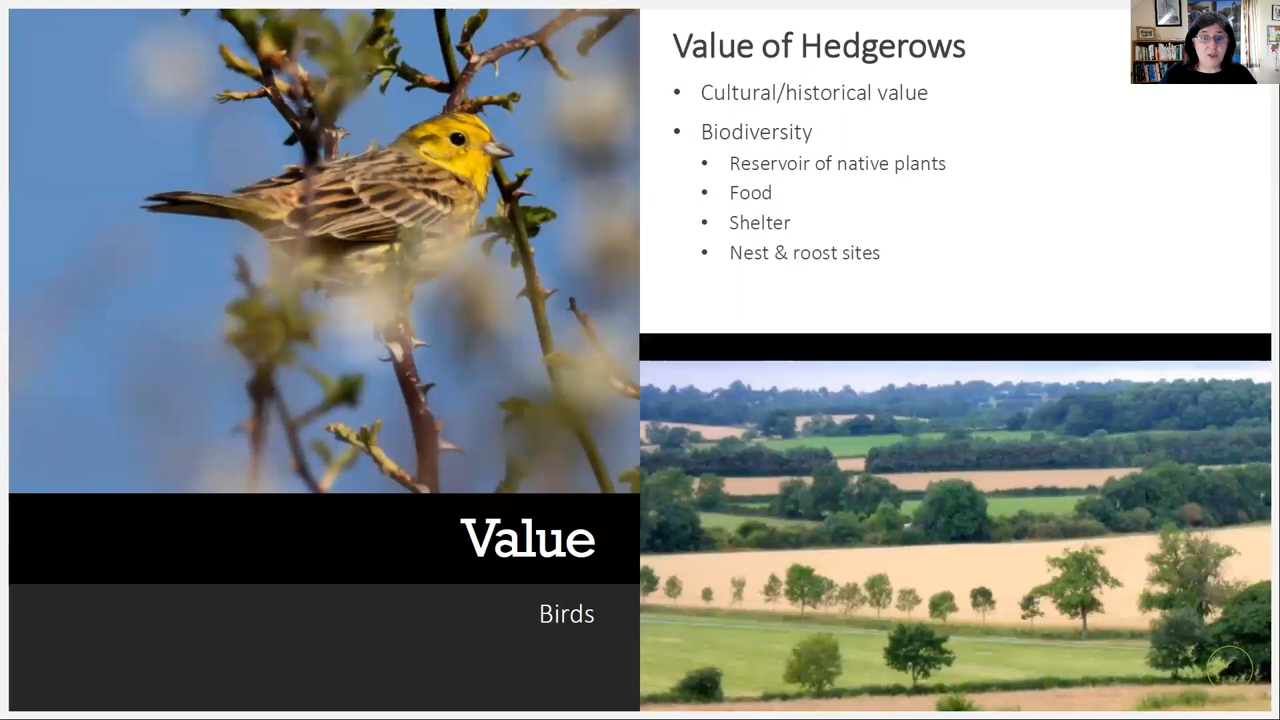 Value of Hedgerows
• Cultural/historical value
• Biodiversity
• Reservoir of native plants
• Food
• Shelter
• Nest & roost sites
Value
Birds